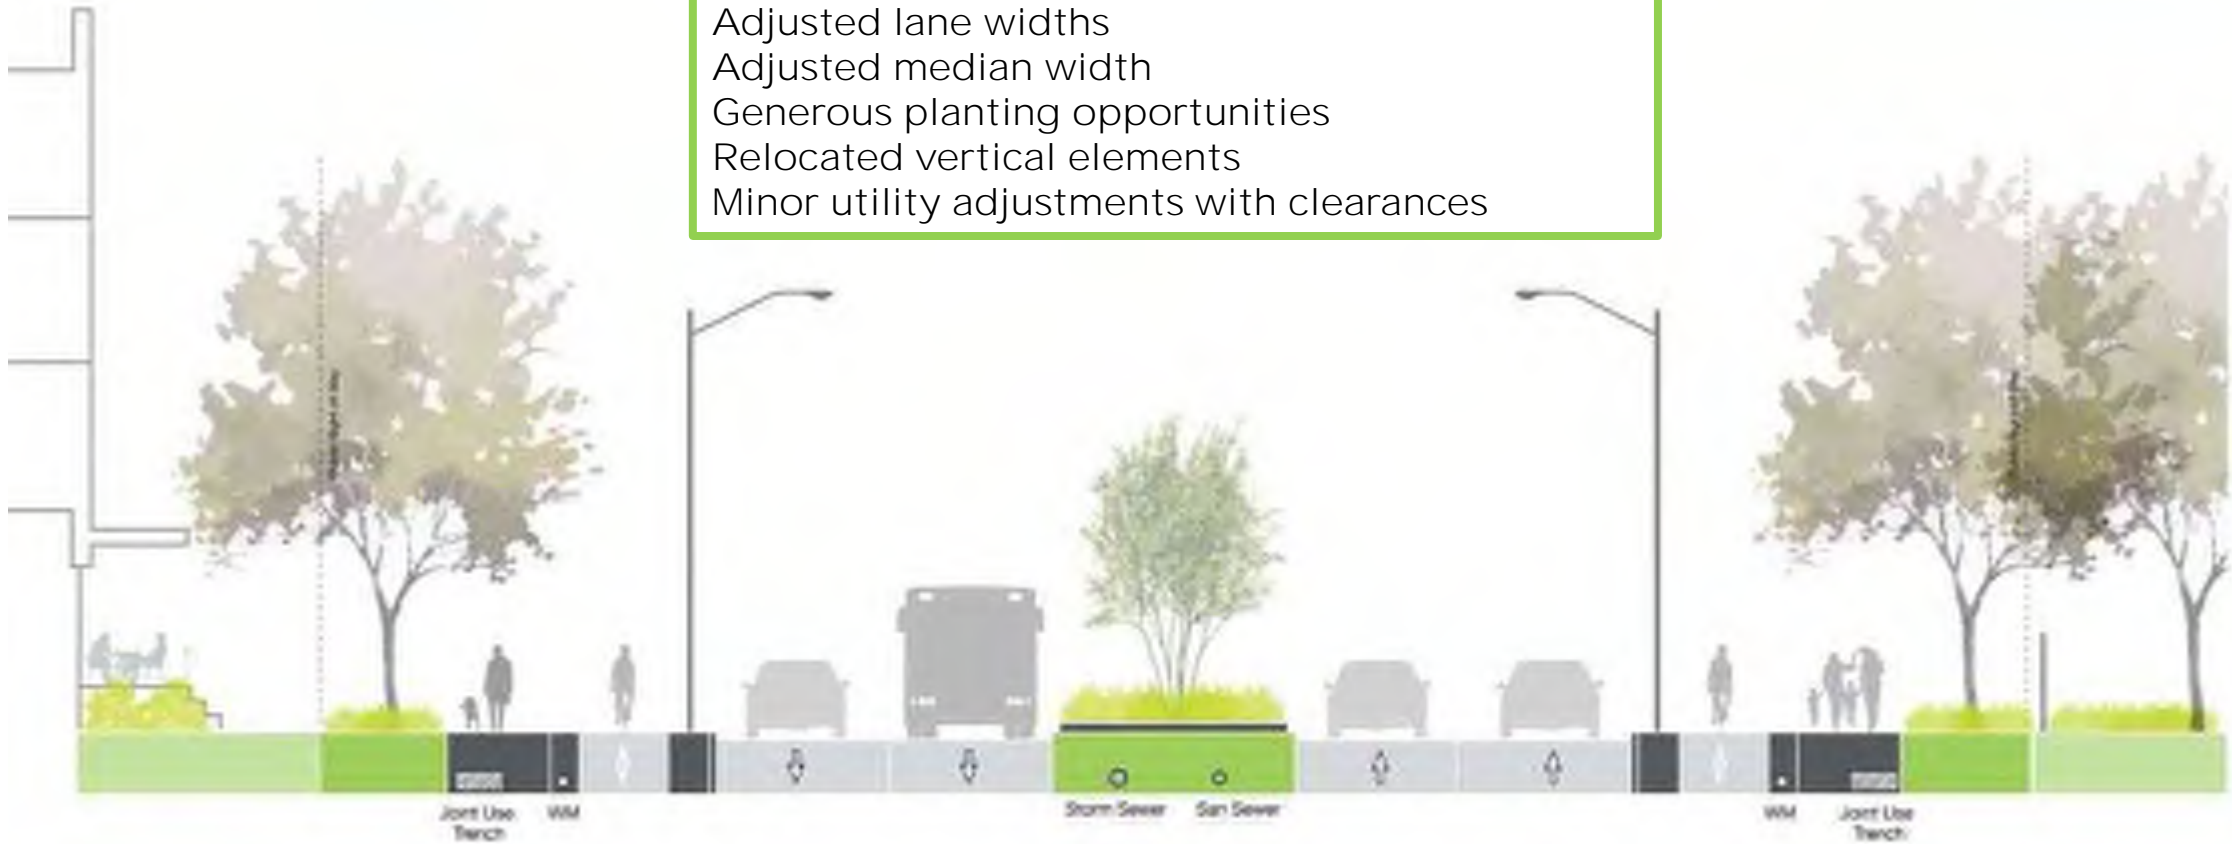 Adjusted lane widths
Adjusted median width
Generous planting opportunities
Relocated vertical elements
Minor utility adjustments with clearances
Joint Use
Trench
WM
Storm Sewer
San Sewer
WM
Joint Use
Trench